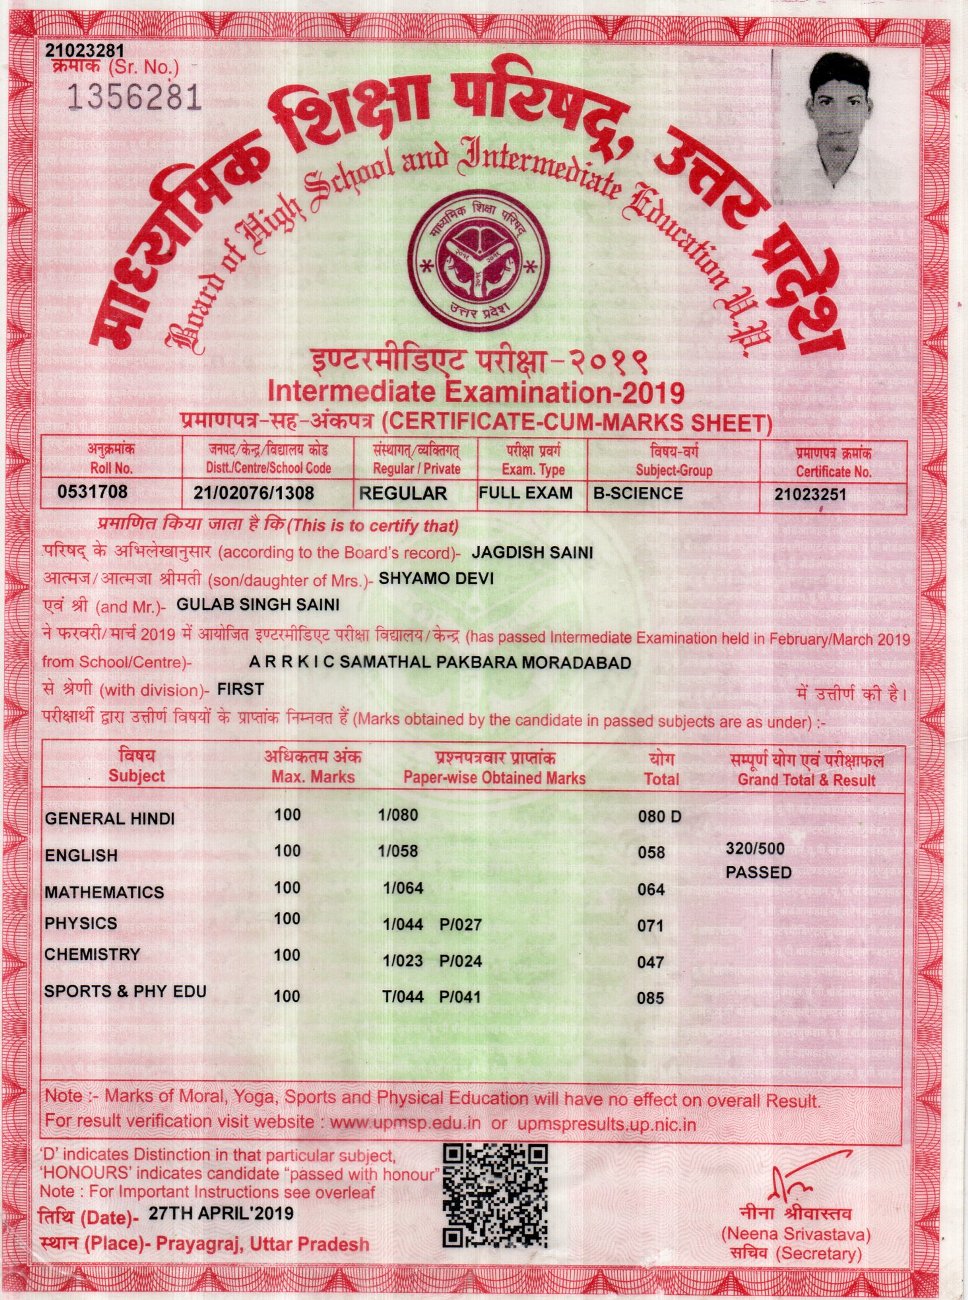 21023281
क्रमांक (Sr. No.)
1356281
माध्यमिक शिक्षा परिषद्, उत्तर प्रदेश
Board of High School and Intermediate Education U.P.
माध्यमिक शिक्षा परिषद्
उत्तर प्रदेश
इण्टरमीडिएट परीक्षा-२०१९
Intermediate Examination-2019
प्रमाणपत्र-सह-अंकपत्र (CERTIFICATE-CUM-MARKS SHEET)
अनुक्रमांक जनपद/केन्द्र/विद्यालय कोड संस्थागत्/व्यक्तिगत् परीक्षा प्रवर्ग विषय-वर्ग प्रमाणपत्र क्रमांक
Roll No. Distt./Centre/School Code Regular / Private Exam. Type Subject-Group Certificate No.
0531708 21/02076/1308 REGULAR FULL EXAM B-SCIENCE 21023251
प्रमाणित किया जाता है कि (This is to certify that)
परिषद् के अभिलेखानुसार (according to the Board's record)- JAGDISH SAINI
आत्मज/आत्मजा श्रीमती (son/daughter of Mrs.)- SHYAMO DEVI
एवं श्री (and Mr.)- GULAB SINGH SAINI
ने फरवरी/मार्च 2019 में आयोजित इण्टरमीडिएट परीक्षा विद्यालय/केन्द्र (has passed Intermediate Examination held in February/March 2019
from School/Centre)- A R R K I C SAMATHAL PAKBARA MORADABAD
से श्रेणी (with division)- FIRST में उत्तीर्ण की है।
परीक्षार्थी द्वारा उत्तीर्ण विषयों के प्राप्तांक निम्नवत हैं (Marks obtained by the candidate in passed subjects are as under) :-
विषय अधिकतम अंक प्रश्नपत्रवार प्राप्तांक योग सम्पूर्ण योग एवं परीक्षाफल
Subject Max. Marks Paper-wise Obtained Marks Total Grand Total & Result
GENERAL HINDI 100 1/080 080 D
ENGLISH 100 1/058 058 320/500
PASSED
MATHEMATICS 100 1/064 064
PHYSICS 100 1/044 P/027 071
CHEMISTRY 100 1/023 P/024 047
SPORTS & PHY EDU 100 T/044 P/041 085
Note :- Marks of Moral, Yoga, Sports and Physical Education will have no effect on overall Result.
For result verification visit website : www.upmsp.edu.in or upmspresults.up.nic.in
'D' indicates Distinction in that particular subject,
'HONOURS' indicates candidate "passed with honour"
Note : For Important Instructions see overleaf
तिथि (Date)- 27TH APRIL'2019
स्थान (Place)- Prayagraj, Uttar Pradesh
नीना श्रीवास्तव
(Neena Srivastava)
सचिव (Secretary)